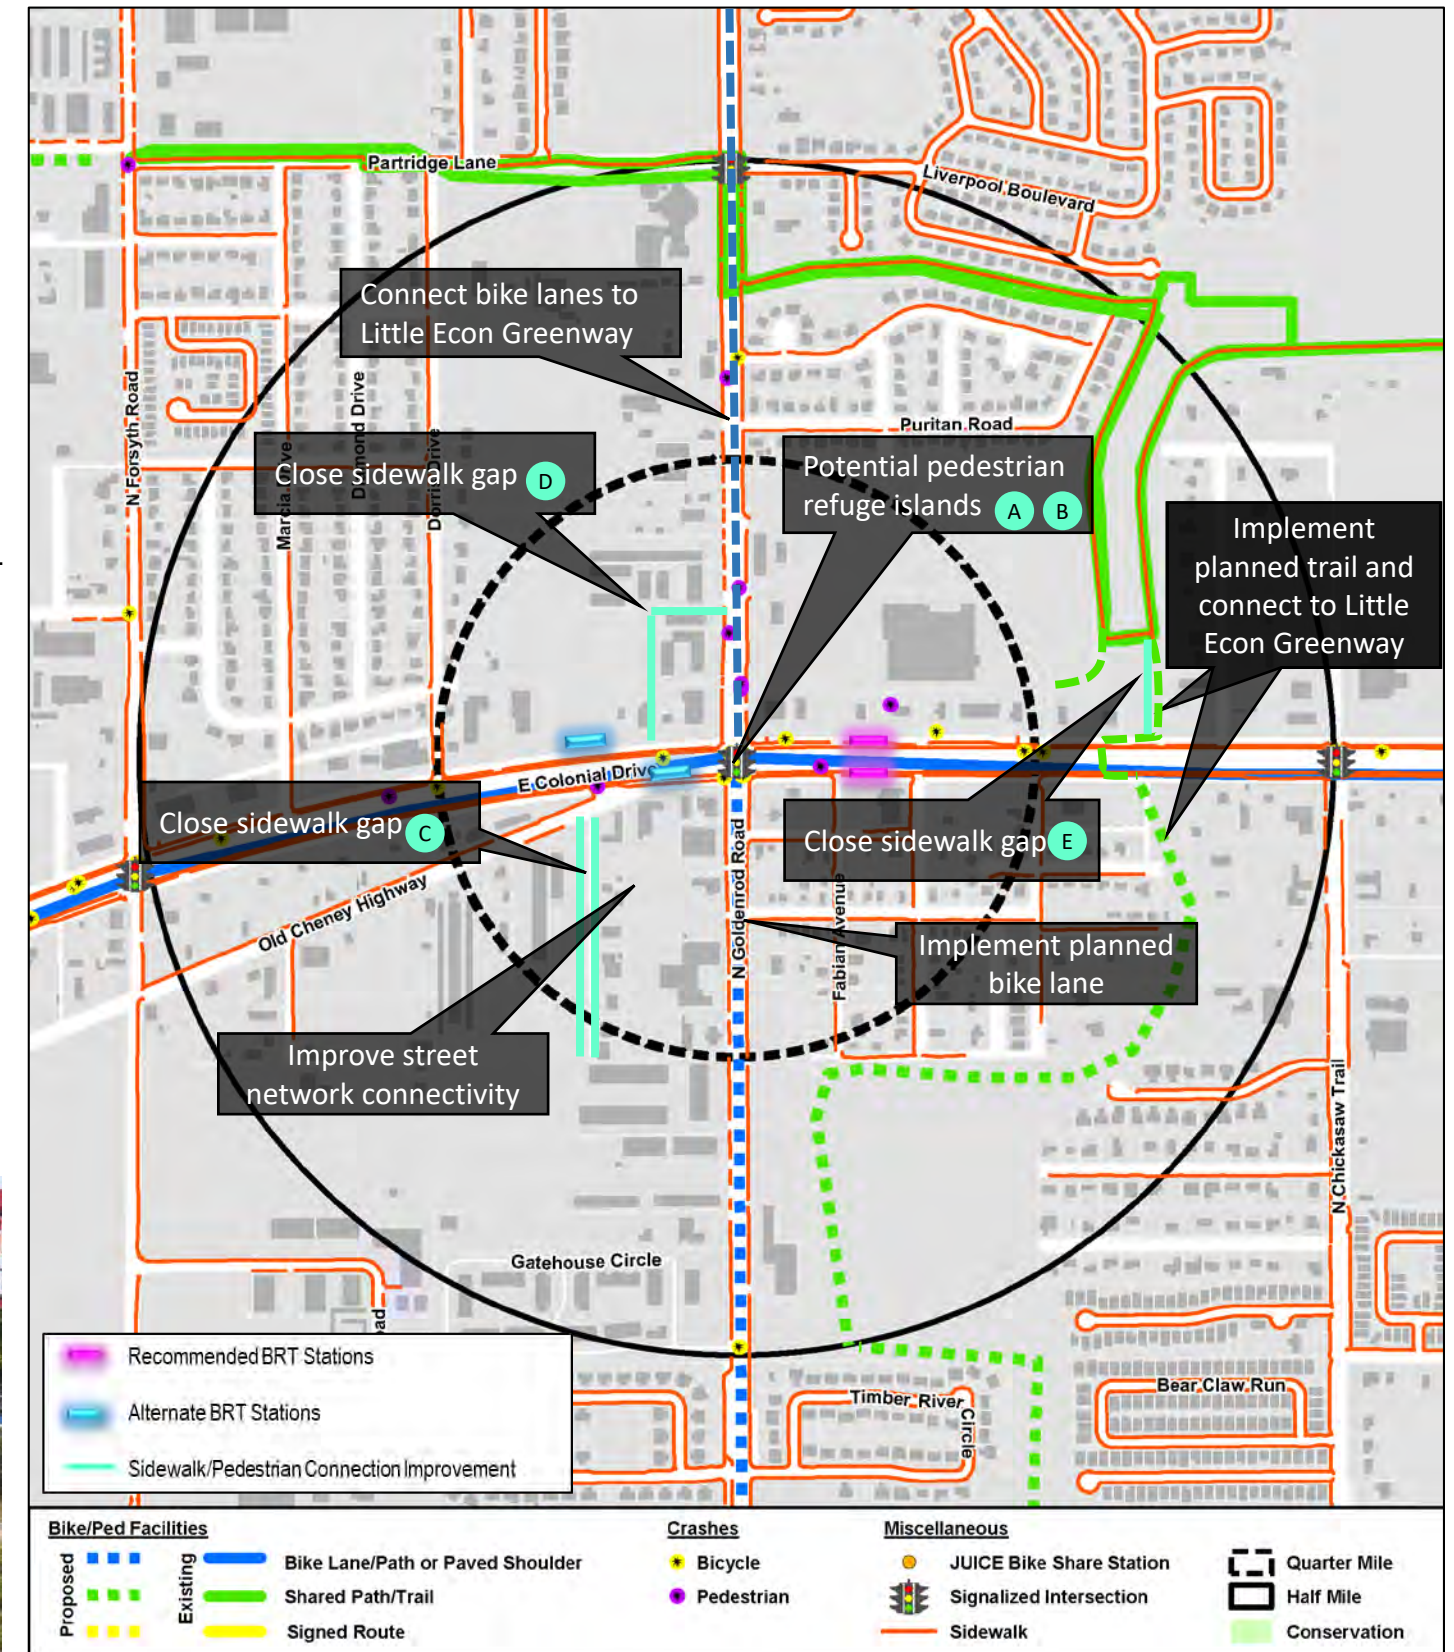 Partridge Lane
Liverpool Boulevard
Connect bike lanes to
Little Econ Greenway
N Forsyth Road
Diamond Drive
Puritan Road
Close sidewalk gap D
Potential pedestrian
refuge islands A B
Implement
planned trail and
connect to Little
Econ Greenway
E Colonial Drive
Close sidewalk gap C
Close sidewalk gap E
Old Cheney Highway
N Goldenrod Road
Fabian Avenue
Implement planned
bike lane
Improve street
network connectivity
N Chickasaw Trail
Gatehouse Circle
oad
Timber River Circle
Bear Claw Run
Recommended BRT Stations
Alternate BRT Stations
Sidewalk/Pedestrian Connection Improvement
Bike/Ped Facilities
Proposed
Existing
Bike Lane/Path or Paved Shoulder
Shared Path/Trail
Signed Route
Crashes
Bicycle
Pedestrian
Miscellaneous
JUICE Bike Share Station
Signalized Intersection
Sidewalk
Quarter Mile
Half Mile
Conservation